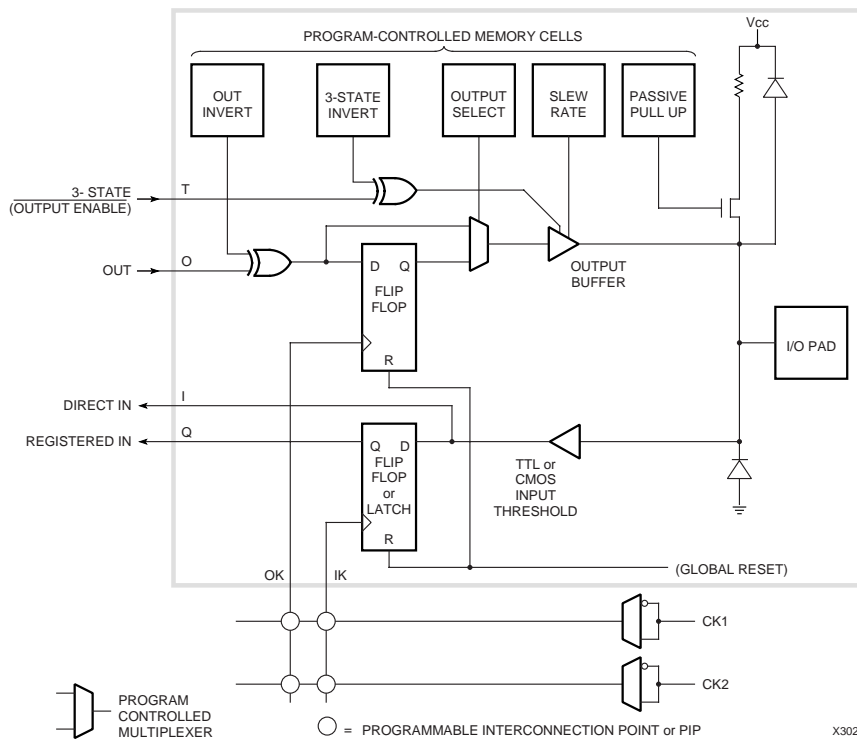 Vcc
PROGRAM-CONTROLLED MEMORY CELLS
OUT
INVERT
3-STATE
INVERT
OUTPUT
SELECT
SLEW
RATE
PASSIVE
PULL UP
3- STATE
(OUTPUT ENABLE)
T
OUT
O
D Q
FLIP
FLOP
R
OUTPUT
BUFFER
I/O PAD
DIRECT IN
I
REGISTERED IN
Q
Q D
FLIP
FLOP
or
LATCH
R
TTL or
CMOS
INPUT
THRESHOLD
OK
IK
(GLOBAL RESET)
CK1
CK2
PROGRAM
CONTROLLED
MULTIPLEXER
= PROGRAMMABLE INTERCONNECTION POINT or PIP
X302